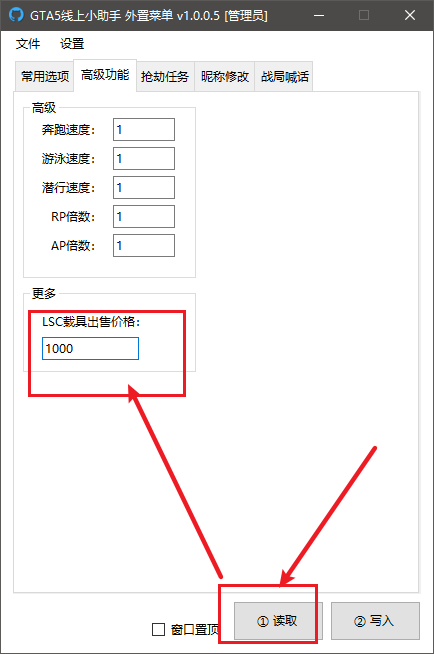 GTA5线上小助手 外置菜单 v1.0.0.5 [管理员]
文件 设置
常用选项 高级功能 抢劫任务 昵称修改 战局喊话
高级
奔跑速度: 1
游泳速度: 1
潜行速度: 1
RP倍数: 1
AP倍数: 1
更多
LSC载具出售价格:
1000
窗口置顶 ① 读取 ② 写入